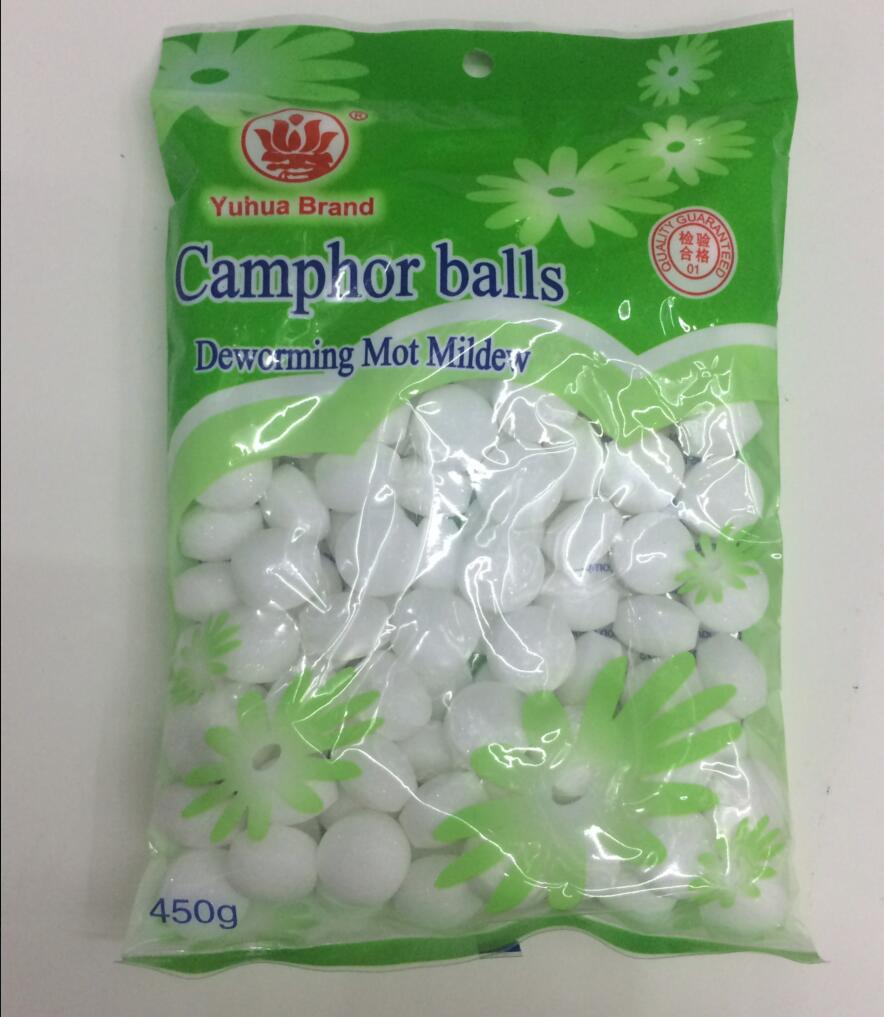 ®
Yuhua Brand
Camphor balls
Deworming Mot Mildew
QUALITY GUARANTEED
检验
合格
01
450g